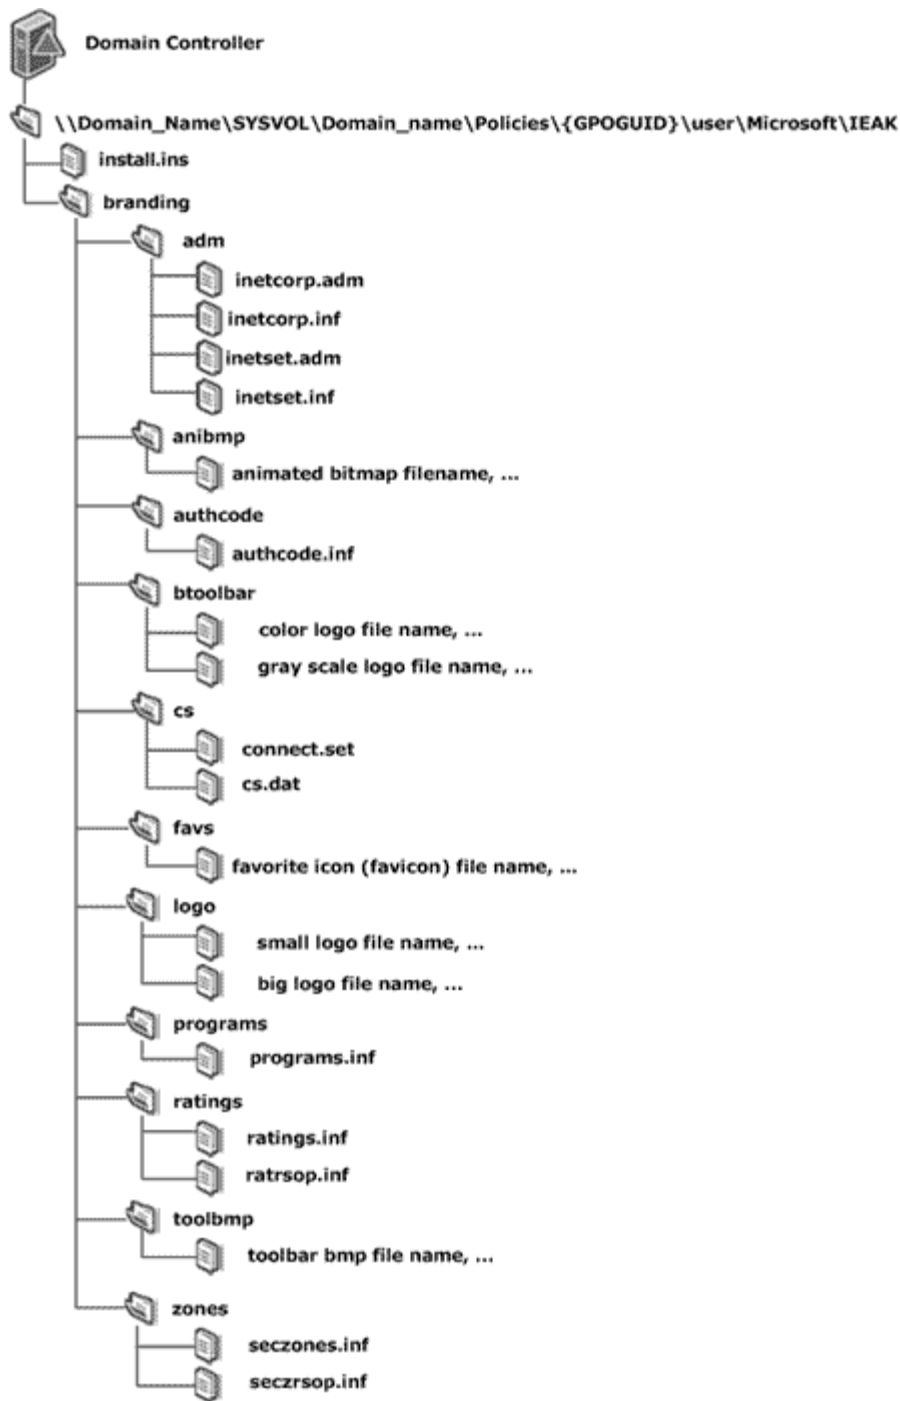 Domain Controller
\\Domain_Name\SYSVOL\Domain_name\Policies\{GPOGUID}\user\Microsoft\IEAK
install.ins
branding
adm
inetcorp.adm
inetcorp.inf
inetset.adm
inetset.inf
anibmp
animated bitmap filename, ...
authcode
authcode.inf
btoolbar
color logo file name, ...
gray scale logo file name, ...
cs
connect.set
cs.dat
favs
favorite icon (favicon) file name, ...
logo
small logo file name, ...
big logo file name, ...
programs
programs.inf
ratings
ratings.inf
ratrsop.inf
toolbmp
toolbar bmp file name, ...
zones
seczones.inf
seczrsop.inf